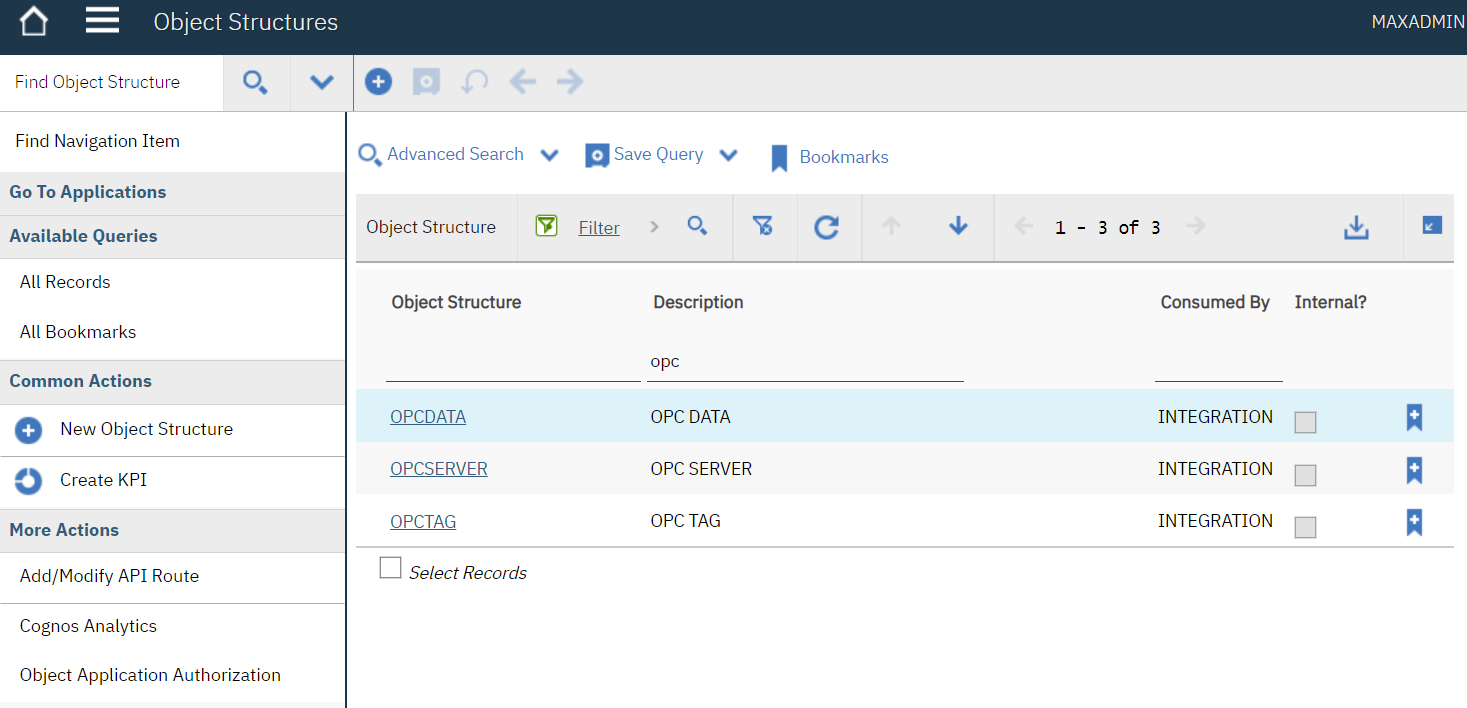 Object Structures
MAXADMIN
Find Object Structure
Find Navigation Item
Go To Applications
Available Queries
All Records
All Bookmarks
Common Actions
New Object Structure
Create KPI
More Actions
Add/Modify API Route
Cognos Analytics
Object Application Authorization
Advanced Search Save Query Bookmarks
Object Structure Filter 1 - 3 of 3
Object Structure Description Consumed By Internal?
opc
OPCDATA OPC DATA INTEGRATION
OPCSERVER OPC SERVER INTEGRATION
OPCTAG OPC TAG INTEGRATION
Select Records